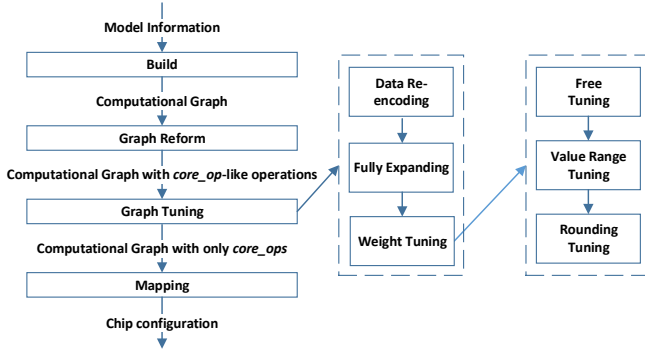 Model Information
Build
Computational Graph
Graph Reform
Computational Graph with core_op-like operations
Graph Tuning
Computational Graph with only core_ops
Mapping
Chip configuration
Data Re-
encoding
Fully Expanding
Weight Tuning
Free
Tuning
Value Range
Tuning
Rounding
Tuning